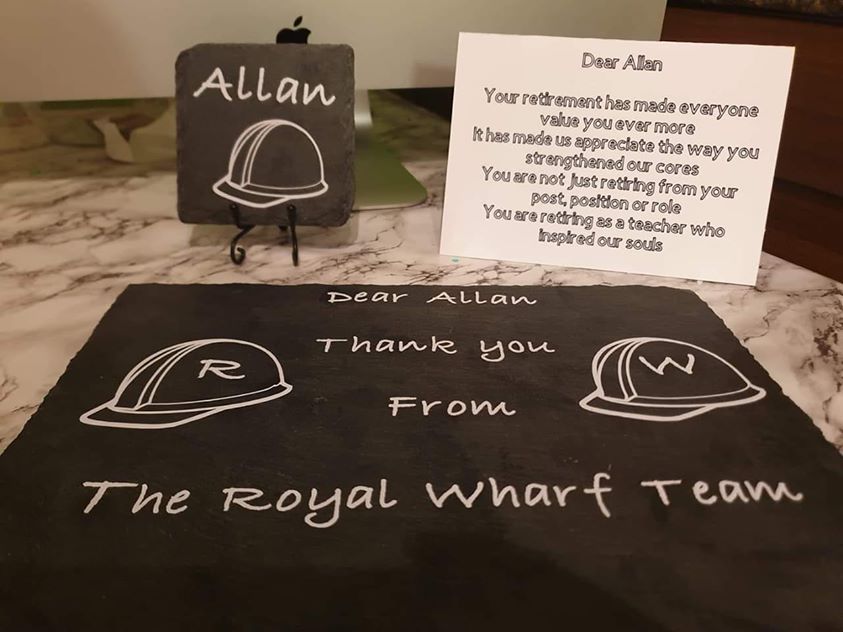 Allan
Dear Allan
Your retirement has made everyone
value you ever more
It has made us appreciate the way you
strengthened our cores
You are not just retiring from your
post, position or role
You are retiring as a teacher who
inspired our souls
Dear Allan
Thank you
R
W
From
The Royal Wharf Team